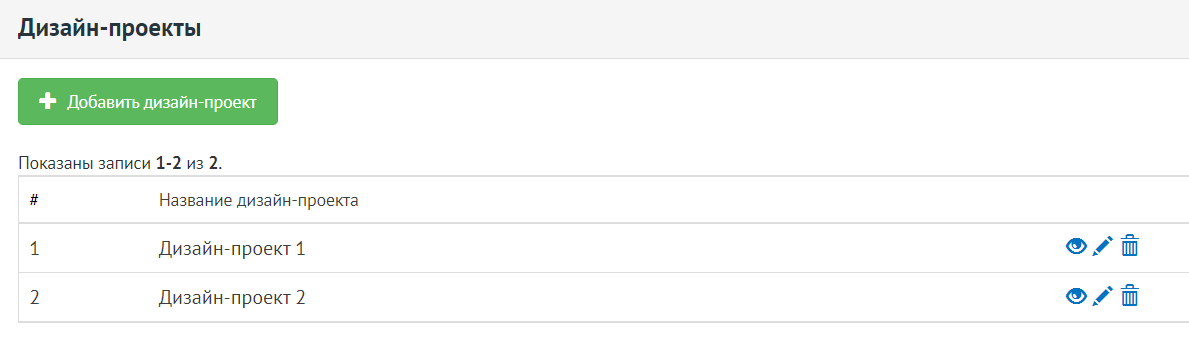 Дизайн-проекты
Добавить дизайн-проект
Показаны записи 1-2 из 2.
# Название дизайн-проекта
1 Дизайн-проект 1
2 Дизайн-проект 2